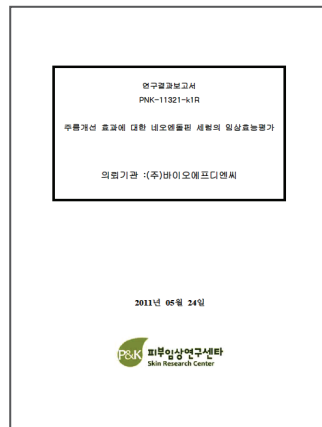 연구결과보고서
PNK-11321-k1R
주름개선 효과에 대한 네오엔돌핀 세럼의 임상효능평가
의뢰기관 :(주)바이오에프디엔씨
2011년 05월 24일
P&K 피부임상연구센타
Skin Research Center